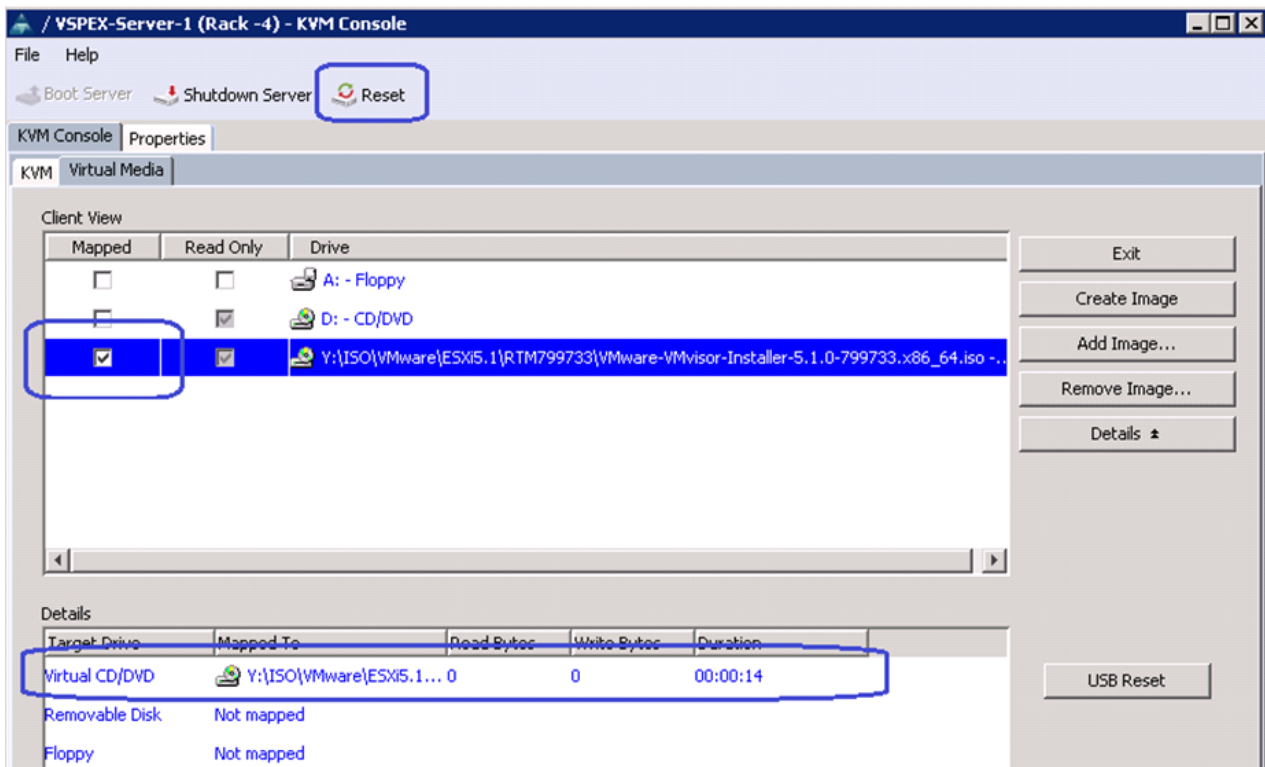 / VSPEX-Server-1 (Rack -4) - KVM Console
File Help
Boot Server Shutdown Server Reset
KVM Console Properties
KVM Virtual Media
Client View
Mapped Read Only Drive
A: - Floppy
D: - CD/DVD
Y:\ISO\VMware\ESXi5.1\RTM799733\VMware-VMvisor-Installer-5.1.0-799733.x86_64.iso -..
Exit
Create Image
Add Image...
Remove Image...
Details
Details
Target Drive Mapped To Read Bytes Write Bytes Duration
Virtual CD/DVD Y:\ISO\VMware\ESXi5.1... 0 0 00:00:14
Removable Disk Not mapped
Floppy Not mapped
USB Reset